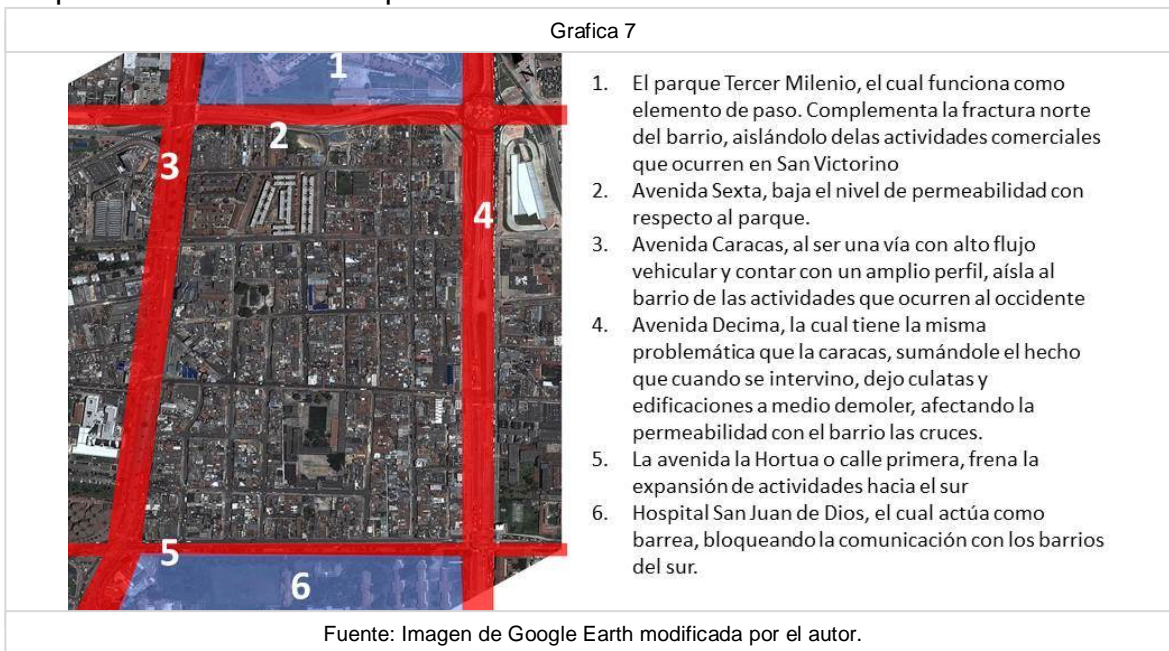 Grafica 7
1
2
3
4
5
6
N
1. El parque Tercer Milenio, el cual funciona como
elemento de paso. Complementa la fractura norte
del barrio, aislándolo delas actividades comerciales
que ocurren en San Victorino
2. Avenida Sexta, baja el nivel de permeabilidad con
respecto al parque.
3. Avenida Caracas, al ser una vía con alto flujo
vehicular y contar con un amplio perfil, aísla al
barrio de las actividades que ocurren al occidente
4. Avenida Decima, la cual tiene la misma
problemática que la caracas, sumándole el hecho
que cuando se intervino, dejo culatas y
edificaciones a medio demoler, afectando la
permeabilidad con el barrio las cruces.
5. La avenida la Hortua o calle primera, frena la
expansión de actividades hacia el sur
6. Hospital San Juan de Dios, el cual actúa como
barrea, bloqueando la comunicación con los barrios
del sur.
Fuente: Imagen de Google Earth modificada por el autor.